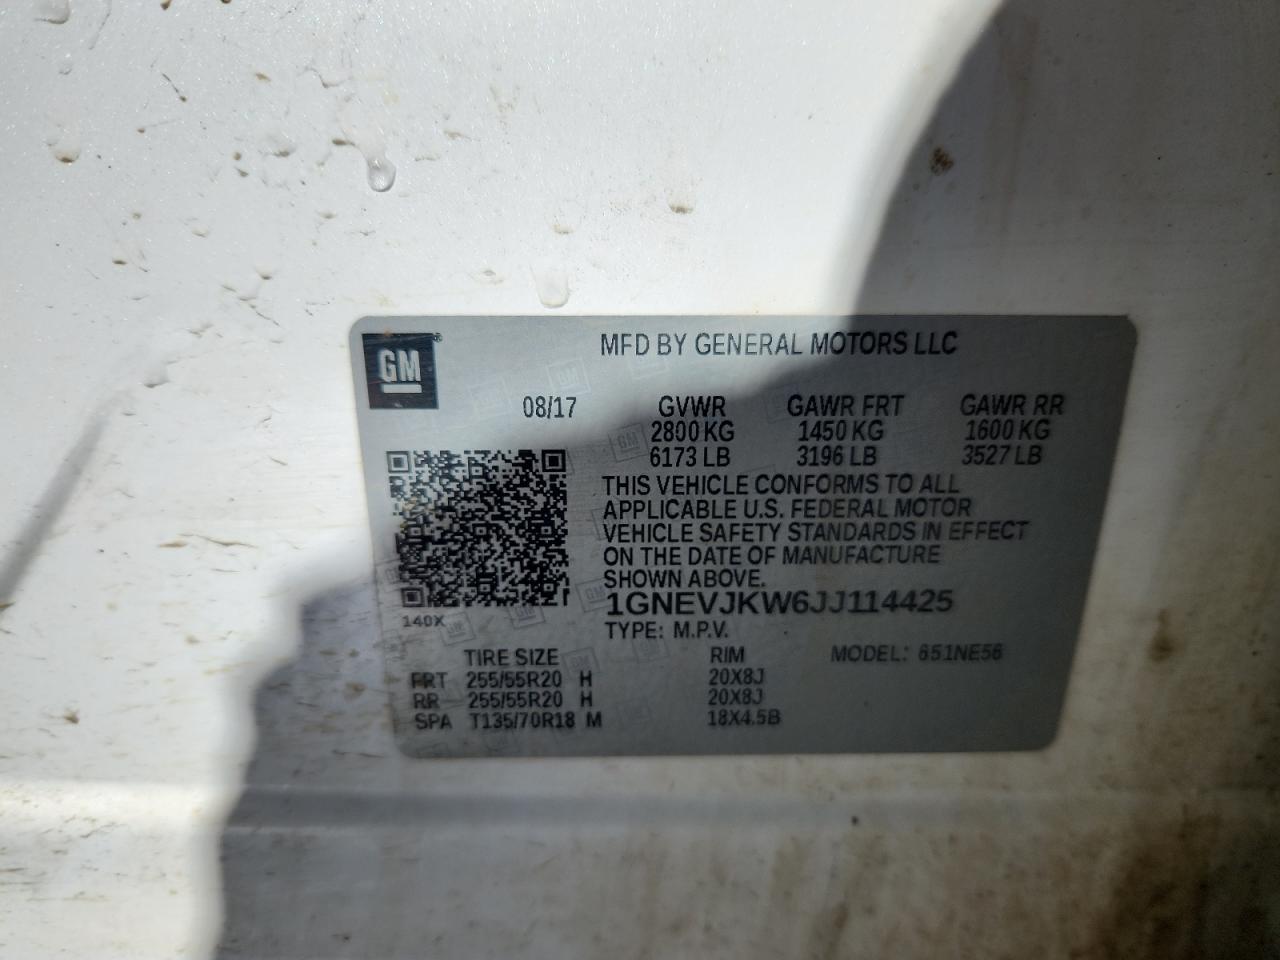 GM
MFD BY GENERAL MOTORS LLC
08/17 GVWR GAWR FRT GAWR RR
2800 KG 1450 KG 1600 KG
6173 LB 3196 LB 3527 LB
THIS VEHICLE CONFORMS TO ALL
APPLICABLE U.S. FEDERAL MOTOR
VEHICLE SAFETY STANDARDS IN EFFECT
ON THE DATE OF MANUFACTURE
SHOWN ABOVE.
1GNEVJKW6JJ114425
140X
TYPE: M.P.V.
TIRE SIZE RIM MODEL: 651NE56
FRT 255/55R20 H 20X8J
RR 255/55R20 H 20X8J
SPA T135/70R18 M 18X4.5B